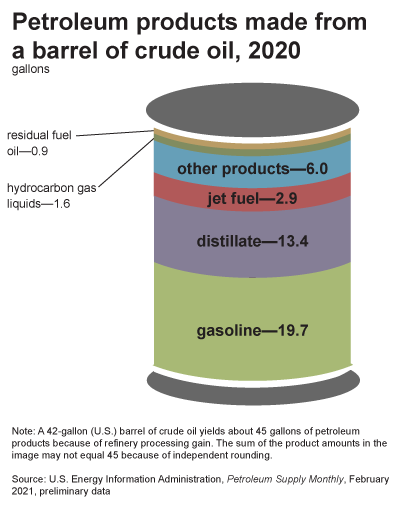 Petroleum products made from
a barrel of crude oil, 2020
gallons
residual fuel
oil—0.9
hydrocarbon gas
liquids—1.6
other products—6.0
jet fuel—2.9
distillate—13.4
gasoline—19.7
Note: A 42-gallon (U.S.) barrel of crude oil yields about 45 gallons of petroleum
products because of refinery processing gain. The sum of the product amounts in the
image may not equal 45 because of independent rounding.
Source: U.S. Energy Information Administration, Petroleum Supply Monthly, February
2021, preliminary data